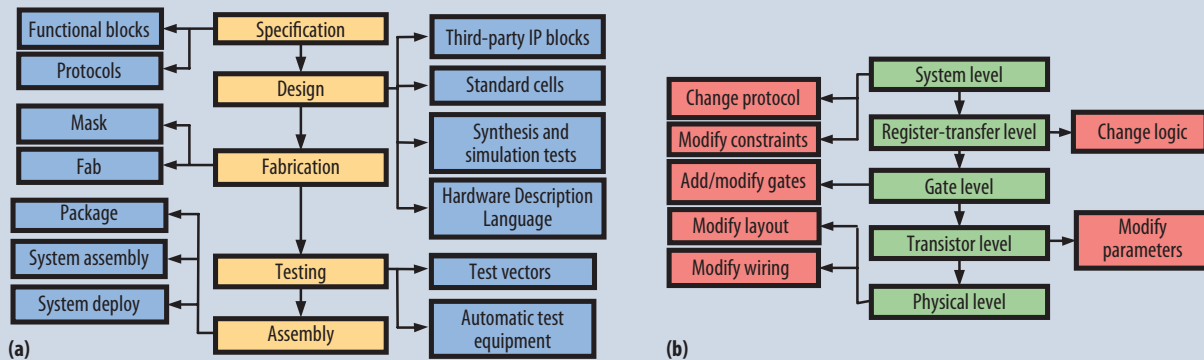 Functional blocks
Specification
Third-party IP blocks
Protocols
Design
Standard cells
Mask
Synthesis and
simulation tests
Fab
Fabrication
Hardware Description
Language
Package
System assembly
Testing
Test vectors
System deploy
Assembly
Automatic test
equipment
(a)
System level
Change protocol
Register-transfer level
Change logic
Modify constraints
Add/modify gates
Gate level
Modify layout
Transistor level
Modify
parameters
Modify wiring
Physical level
(b)